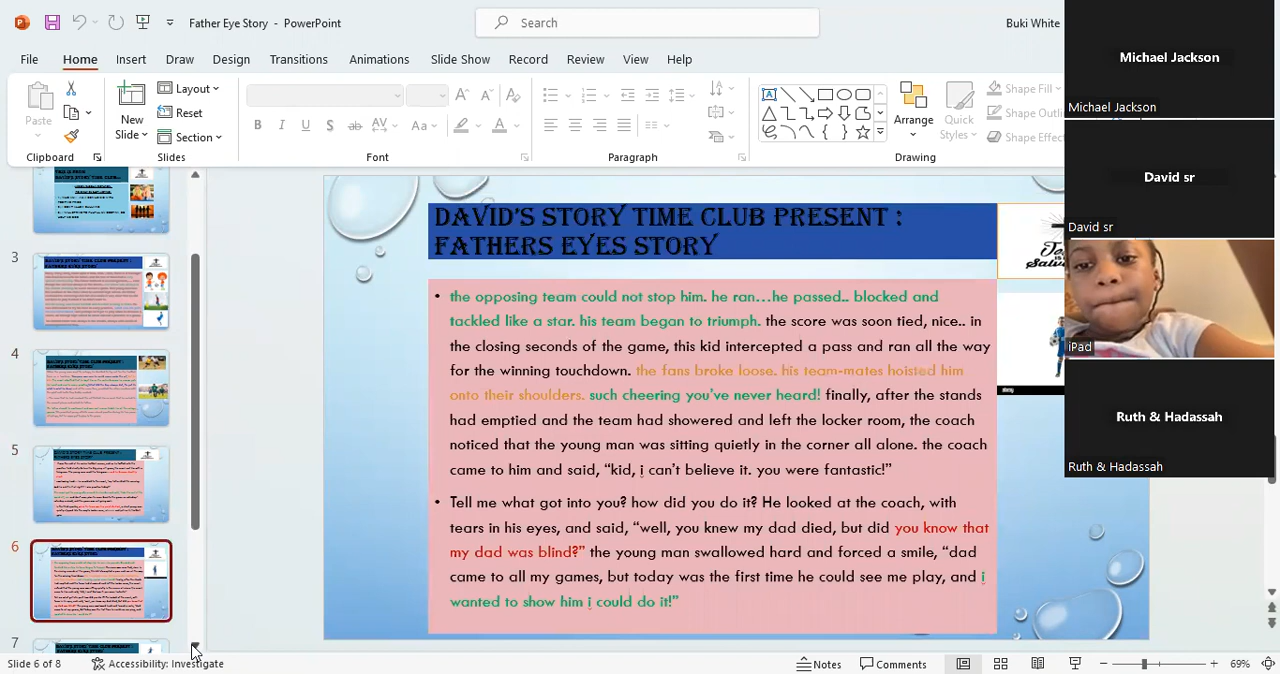 Father Eye Story - PowerPoint
Search
Buki White
File Home Insert Draw Design Transitions Animations Slide Show Record Review View Help
Paste
New Slide
Layout
Reset
Section
Arrange
Quick Styles
Shape Fill
Shape Outli
Shape Effect
Clipboard Slides Font Paragraph Drawing
3
4
5
6
7
DAVID'S STORY TIME CLUB PRESENT :
FATHERS EYES STORY
• the opposing team could not stop him. he ran…he passed.. blocked and
tackled like a star. his team began to triumph. the score was soon tied, nice.. in
the closing seconds of the game, this kid intercepted a pass and ran all the way
for the winning touchdown. the fans broke loose. his team-mates hoisted him
onto their shoulders. such cheering you've never heard! finally, after the stands
had emptied and the team had showered and left the locker room, the coach
noticed that the young man was sitting quietly in the corner all alone. the coach
came to him and said, "kid, i can't believe it. you were fantastic!"
• Tell me what got into you? how did you do it? He looked at the coach, with
tears in his eyes, and said, "well, you knew my dad died, but did you know that
my dad was blind?" the young man swallowed hard and forced a smile, "dad
came to all my games, but today was the first time he could see me play, and i
wanted to show him i could do it!"
Michael Jackson
Michael Jackson
David sr
David sr
iPad
Ruth & Hadassah
Ruth & Hadassah
Slide 6 of 8
Accessibility: Investigate
Notes
Comments
69%